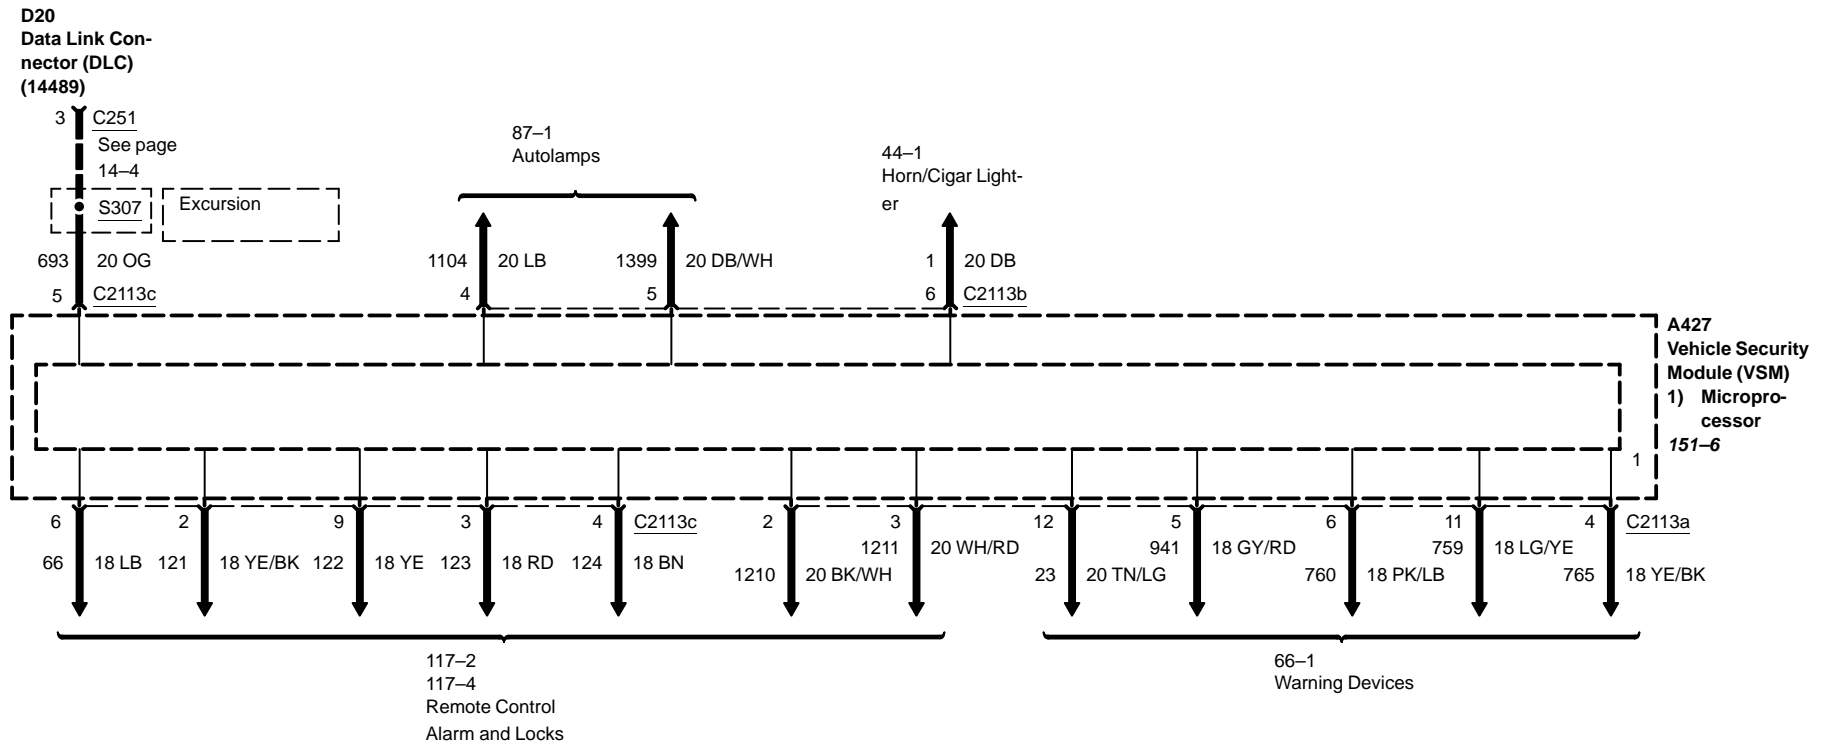 D20
Data Link Con-
nector (DLC)
(14489)
3 C251
See page
14–4
S307
Excursion
87–1
Autolamps
44–1
Horn/Cigar Light-
er
693 20 OG
1104 20 LB
1399 20 DB/WH
1 20 DB
5 C2113c
4
5
6 C2113b
A427
Vehicle Security
Module (VSM)
1) Micropro-
cessor
151–6
1
6
2
9
3
4 C2113c
2
3
12
5
6
11
4 C2113a
66 18 LB
121 18 YE/BK
122 18 YE
123 18 RD
124 18 BN
1210 20 BK/WH
1211 20 WH/RD
23 20 TN/LG
941 18 GY/RD
760 18 PK/LB
759 18 LG/YE
765 18 YE/BK
117–2
117–4
Remote Control
Alarm and Locks
66–1
Warning Devices